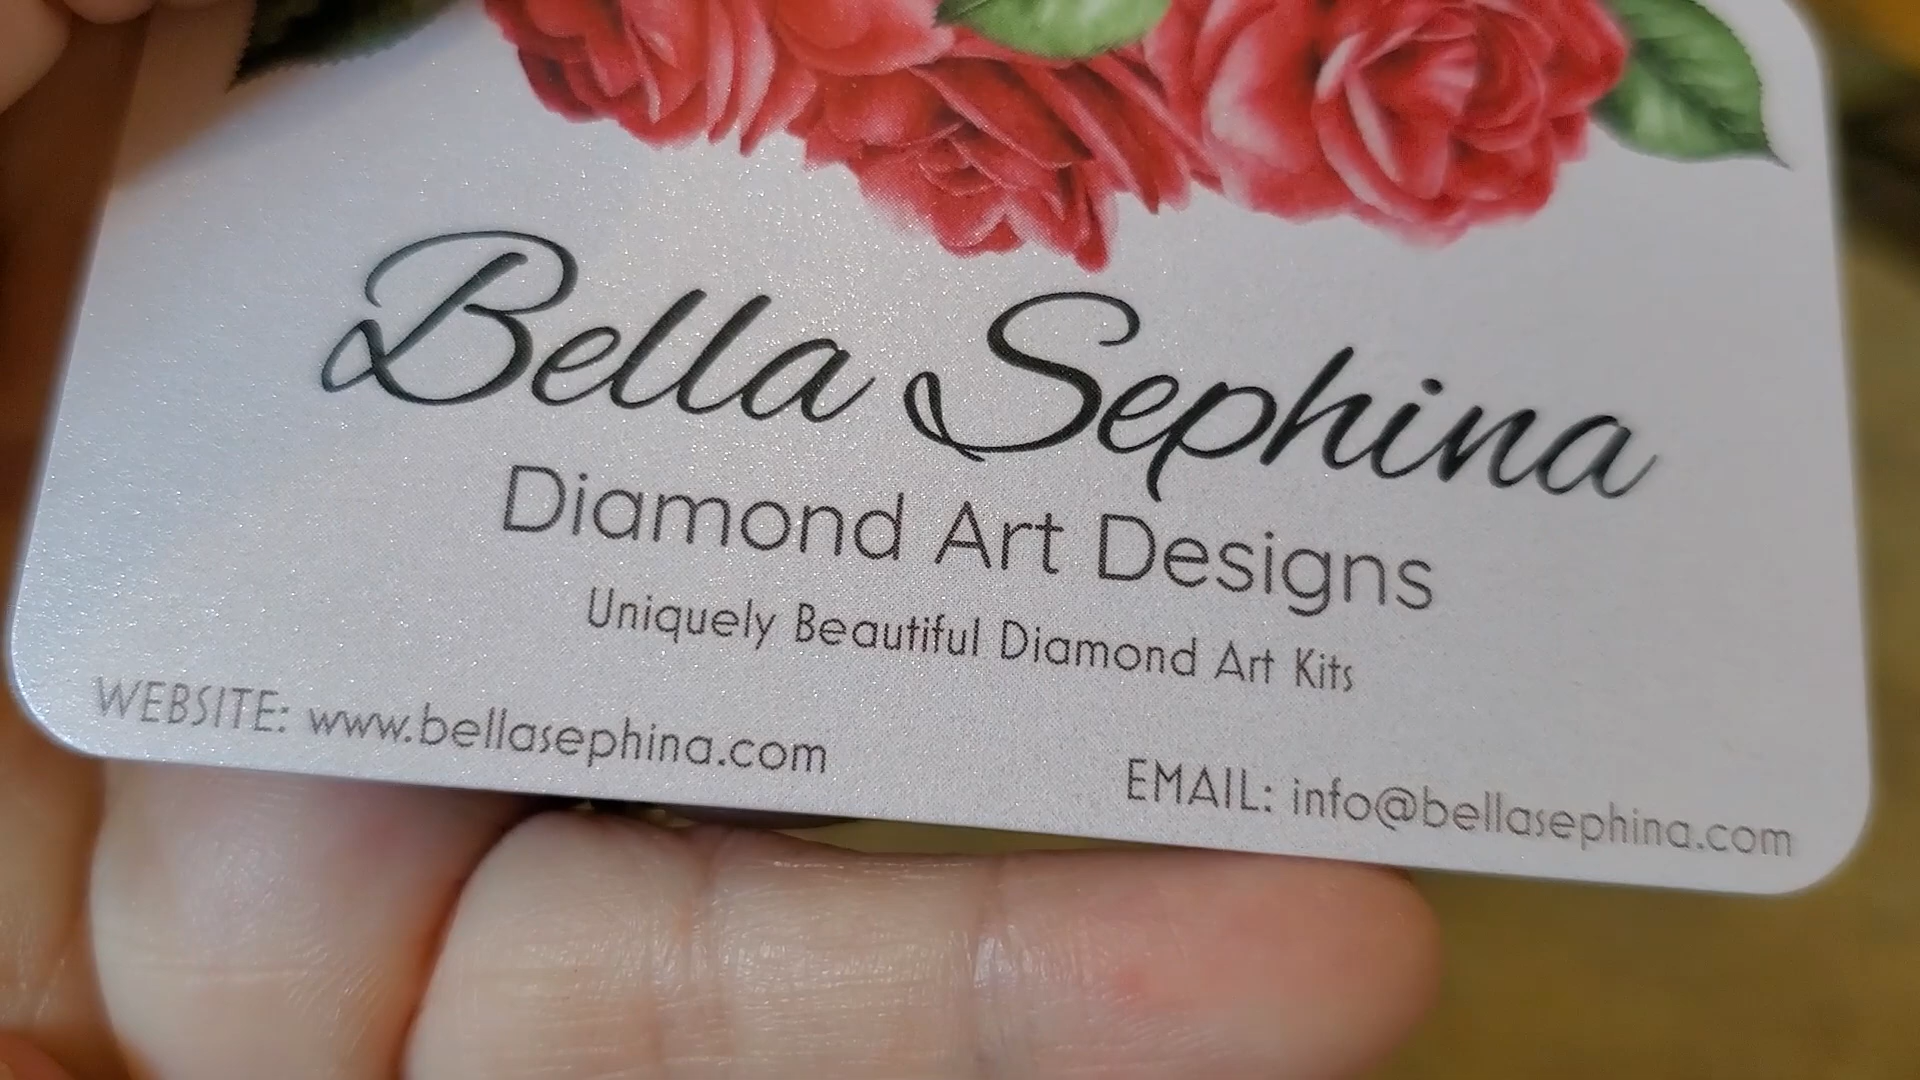 Bella Sephina
Diamond Art Designs
Uniquely Beautiful Diamond Art Kits
WEBSITE: www.bellasephina.com
EMAIL: info@bellasephina.com